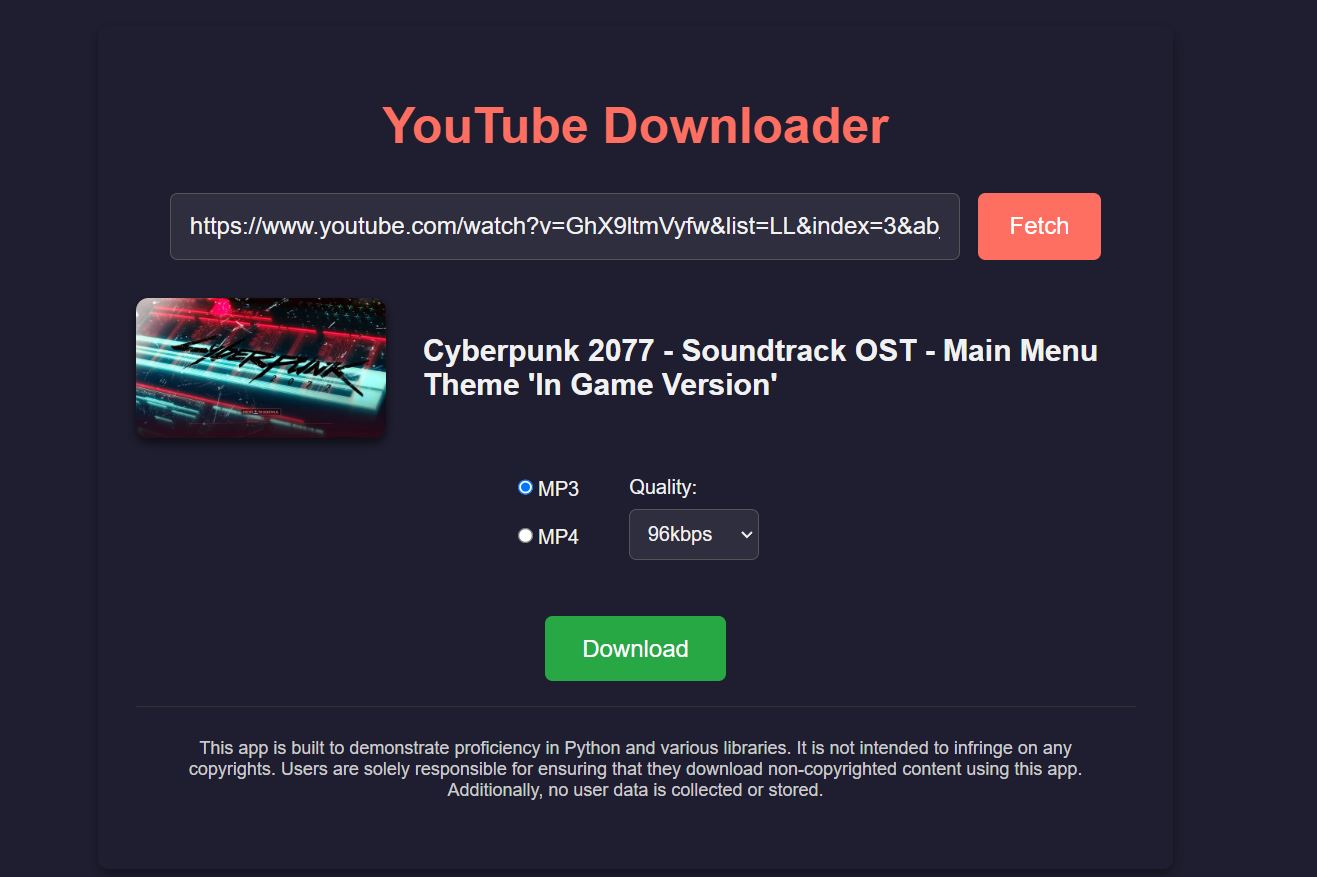 YouTube Downloader
https://www.youtube.com/watch?v=GhX9ltmVyfw&list=LL&index=3&ab_
Fetch
CYBERPUNK
2077
Cyberpunk 2077 - Soundtrack OST - Main Menu
Theme 'In Game Version'
MP3
Quality:
MP4
96kbps
Download
This app is built to demonstrate proficiency in Python and various libraries. It is not intended to infringe on any
copyrights. Users are solely responsible for ensuring that they download non-copyrighted content using this app.
Additionally, no user data is collected or stored.